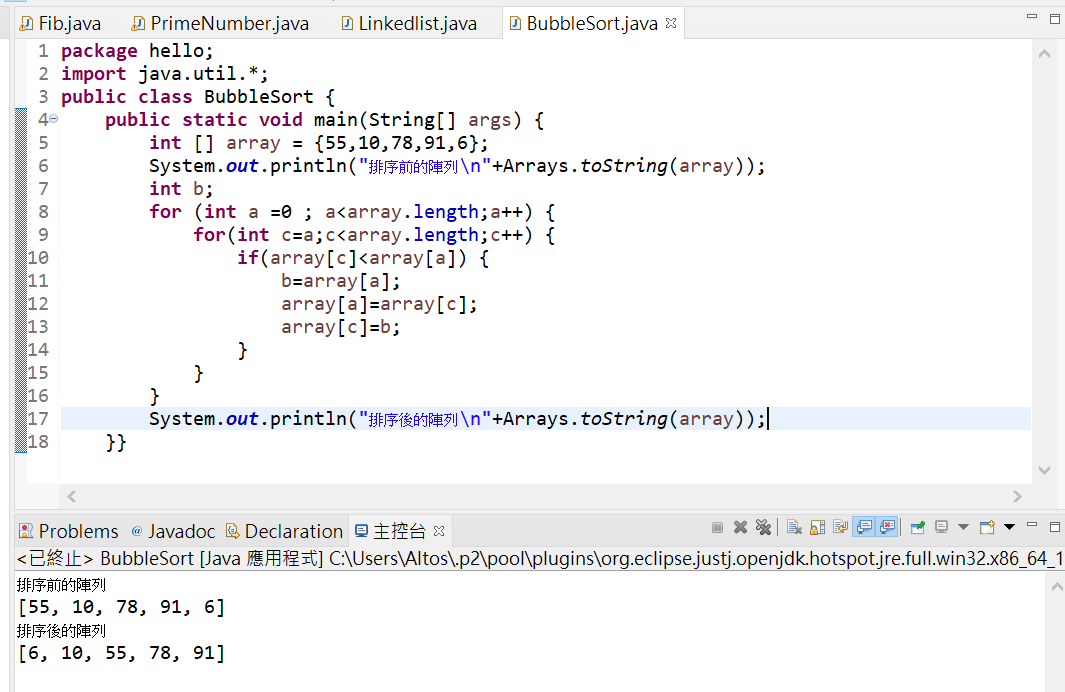 Fib.java PrimeNumber.java Linkedlist.java BubbleSort.java
1 package hello;
2 import java.util.*;
3 public class BubbleSort {
4 public static void main(String[] args) {
5 int [] array = {55,10,78,91,6};
6 System.out.println("排序前的陣列\n"+Arrays.toString(array));
7 int b;
8 for (int a =0 ; a<array.length;a++) {
9 for(int c=a;c<array.length;c++) {
10 if(array[c]<array[a]) {
11 b=array[a];
12 array[a]=array[c];
13 array[c]=b;
14 }
15 }
16 }
17 System.out.println("排序後的陣列\n"+Arrays.toString(array));
18 }}
Problems @ Javadoc Declaration 主控台
<已終止> BubbleSort [Java 應用程式] C:\Users\Altos\.p2\pool\plugins\org.eclipse.justj.openjdk.hotspot.jre.full.win32.x86_64_1
排序前的陣列
[55, 10, 78, 91, 6]
排序後的陣列
[6, 10, 55, 78, 91]